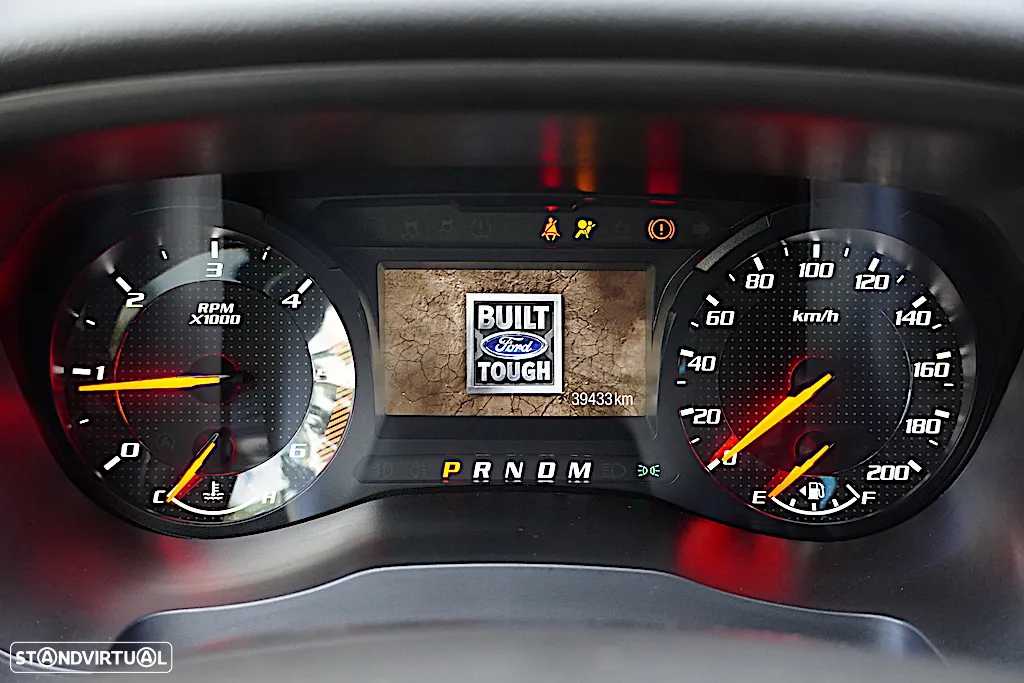 0
1
2
3
4
6
RPM
X1000
C
H
BUILT
Ford
TOUGH
39433 km
P R N D M
0
20
40
60
80
100
120
140
160
180
200
km/h
E
F
STANDVIRTUAL